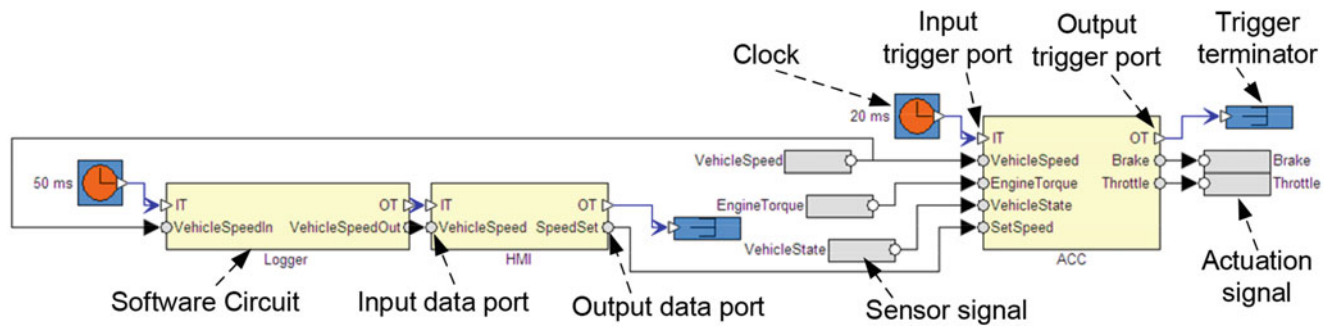 Clock
Input
trigger port
Output
trigger port
Trigger
terminator
20 ms
IT
OT
VehicleSpeed
VehicleSpeed
Brake
Brake
EngineTorque
EngineTorque
Throttle
Throttle
VehicleState
VehicleState
SetSpeed
ACC
50 ms
IT
OT
VehicleSpeedIn
VehicleSpeedOut
Logger
IT
OT
VehicleSpeed
SpeedSet
HMI
Software Circuit
Input data port
Output data port
Sensor signal
Actuation
signal